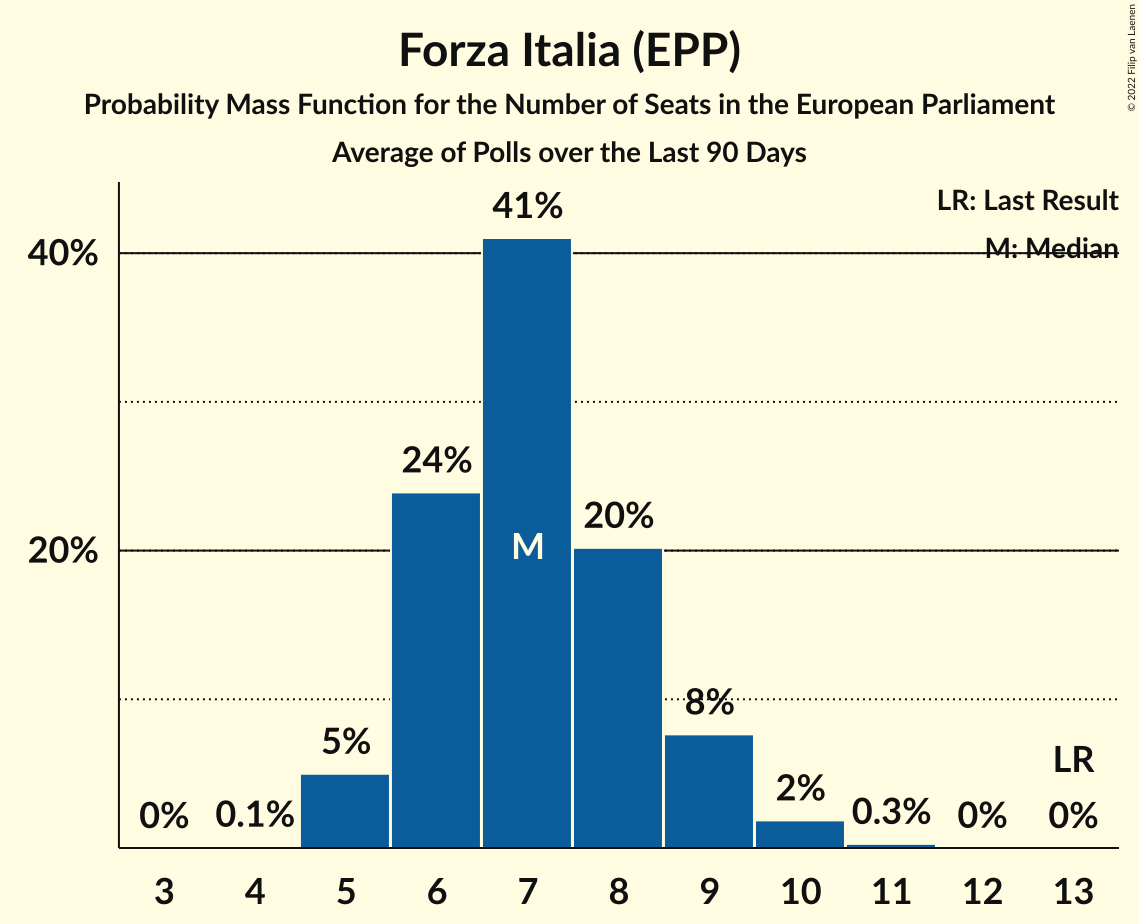 Forza Italia (EPP)
Probability Mass Function for the Number of Seats in the European Parliament
Average of Polls over the Last 90 Days
© 2022 Filip van Laenen
LR: Last Result
M: Median
40%
20%
0%
0.1%
5%
24%
41%
M
20%
8%
2%
0.3%
0%
LR
0%
3 4 5 6 7 8 9 10 11 12 13